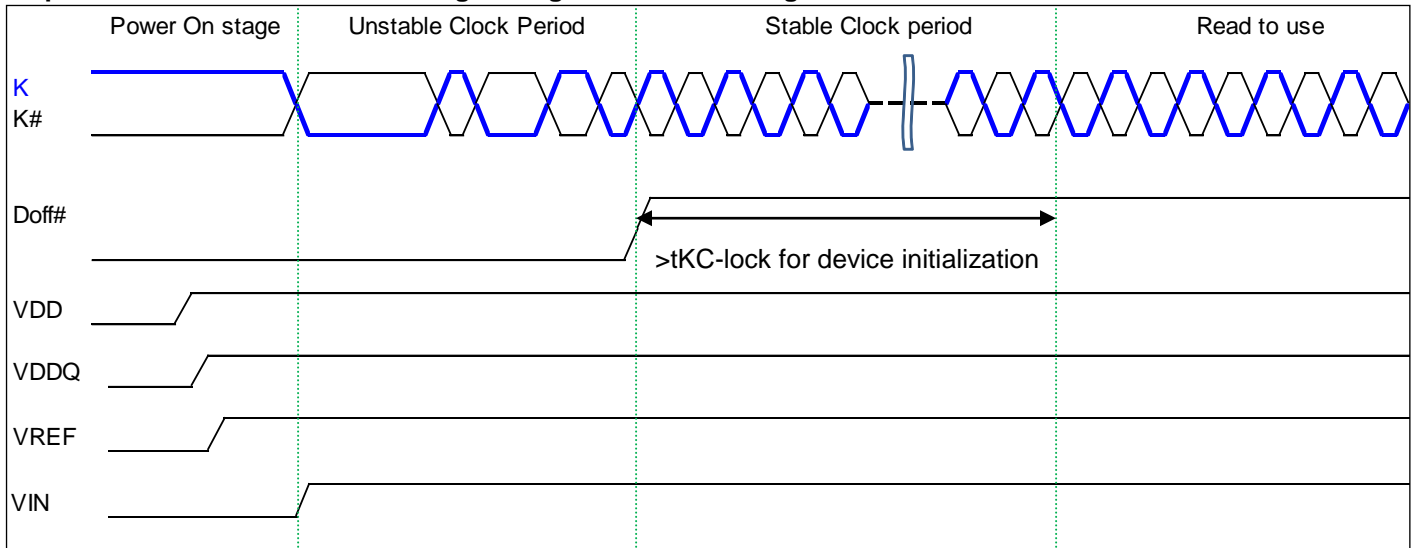 Power On stage Unstable Clock Period Stable Clock period Read to use
K
K#
Doff#
>tKC-lock for device initialization
VDD
VDDQ
VREF
VIN